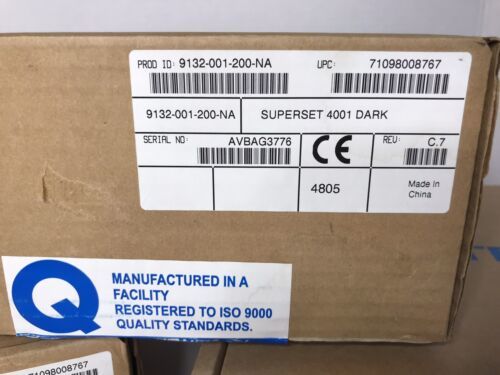 PROD ID: 9132-001-200-NA
UPC: 71098008767
9132-001-200-NA
SUPERSET 4001 DARK
SERIAL NO: AVBAG3776
CE
REV: C.7
4805
Made in
China
Q
MANUFACTURED IN A
FACILITY
REGISTERED TO ISO 9000
QUALITY STANDARDS.
71098008767